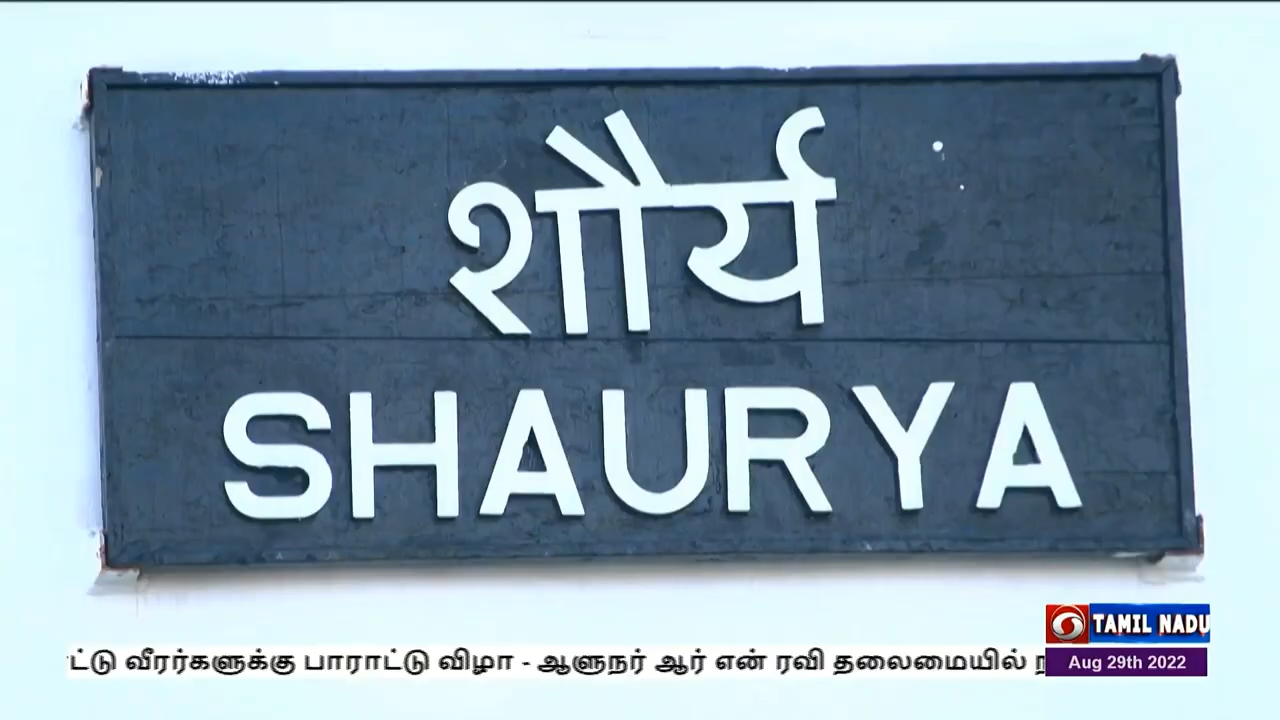 शौर्य
SHAURYA
TAMIL NADU
ட்டு வீரர்களுக்கு பாராட்டு விழா - ஆளுநர் ஆர் என் ரவி தலைமையில்
Aug 29th 2022